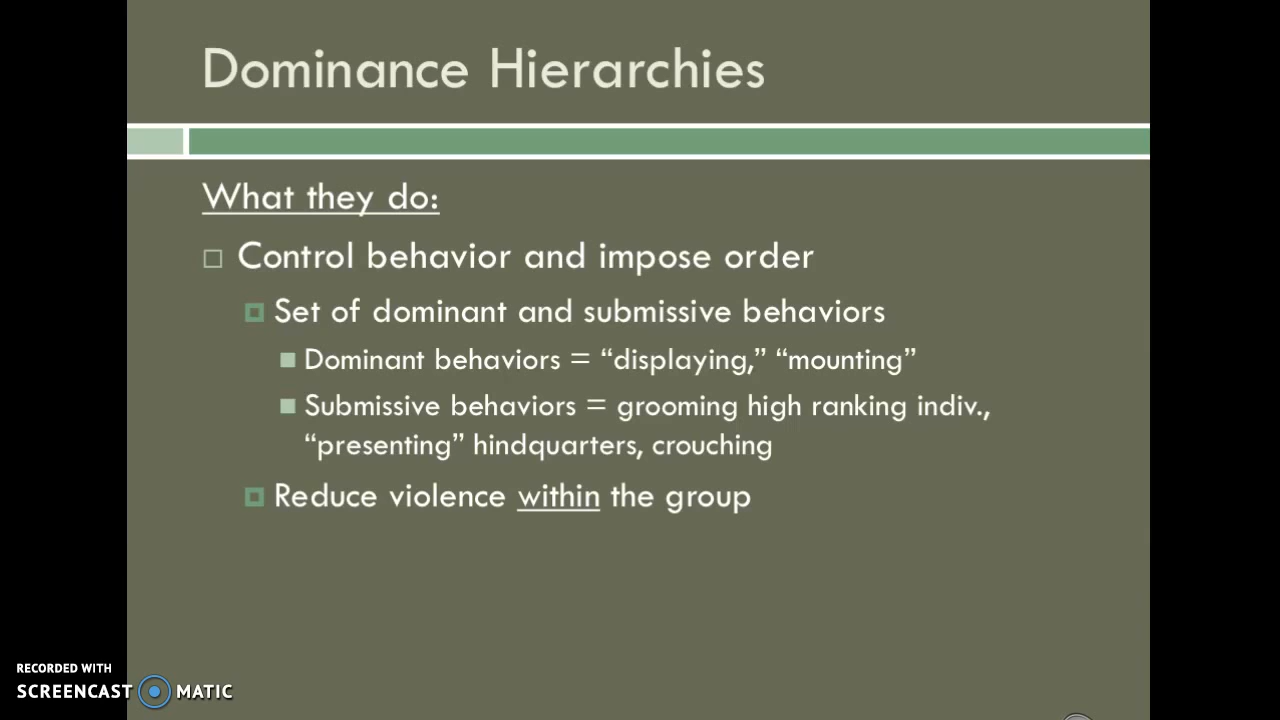 Dominance Hierarchies
What they do:
Control behavior and impose order
Set of dominant and submissive behaviors
Dominant behaviors = “displaying,” “mounting”
Submissive behaviors = grooming high ranking indiv.,
“presenting” hindquarters, crouching
Reduce violence within the group
RECORDED WITH
SCREENCAST MATIC